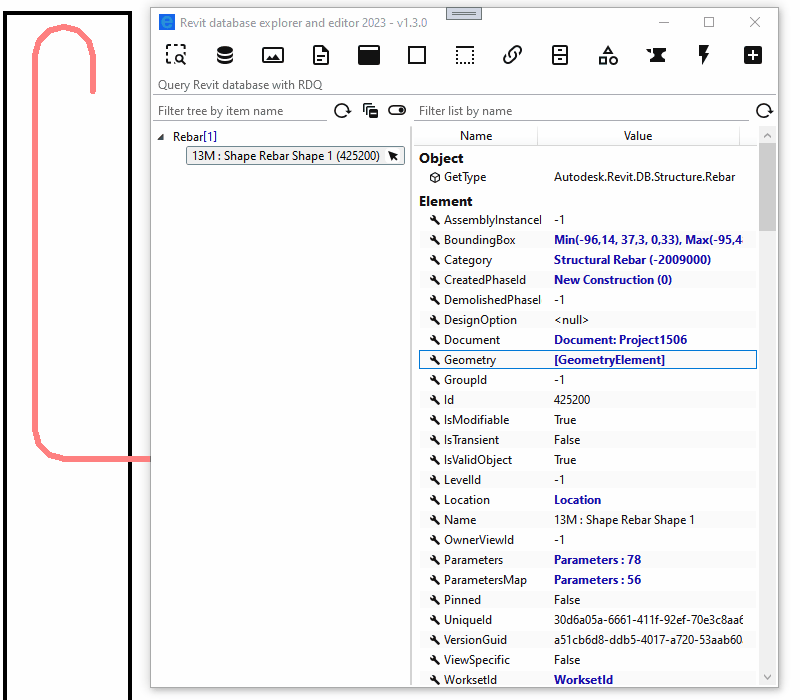 Revit database explorer and editor 2023 - v1.3.0
Query Revit database with RDQ
Filter tree by item name
Filter list by name
Rebar[1]
13M : Shape Rebar Shape 1 (425200)
Name Value
Object
GetType Autodesk.Revit.DB.Structure.Rebar
Element
AssemblyInstanceI -1
BoundingBox Min(-96,14, 37,3, 0,33), Max(-95,4
Category Structural Rebar (-2009000)
CreatedPhaseId New Construction (0)
DemolishedPhaseI -1
DesignOption <null>
Document Document: Project1506
Geometry [GeometryElement]
GroupId -1
Id 425200
IsModifiable True
IsTransient False
IsValidObject True
LevelId -1
Location Location
Name 13M : Shape Rebar Shape 1
OwnerViewId -1
Parameters Parameters : 78
ParametersMap Parameters : 56
Pinned False
UniqueId 30d6a05a-6661-411f-92ef-70e3c8aa6
VersionGuid a51cb6d8-ddb5-4017-a720-53aab60
ViewSpecific False
WorksetId WorksetId